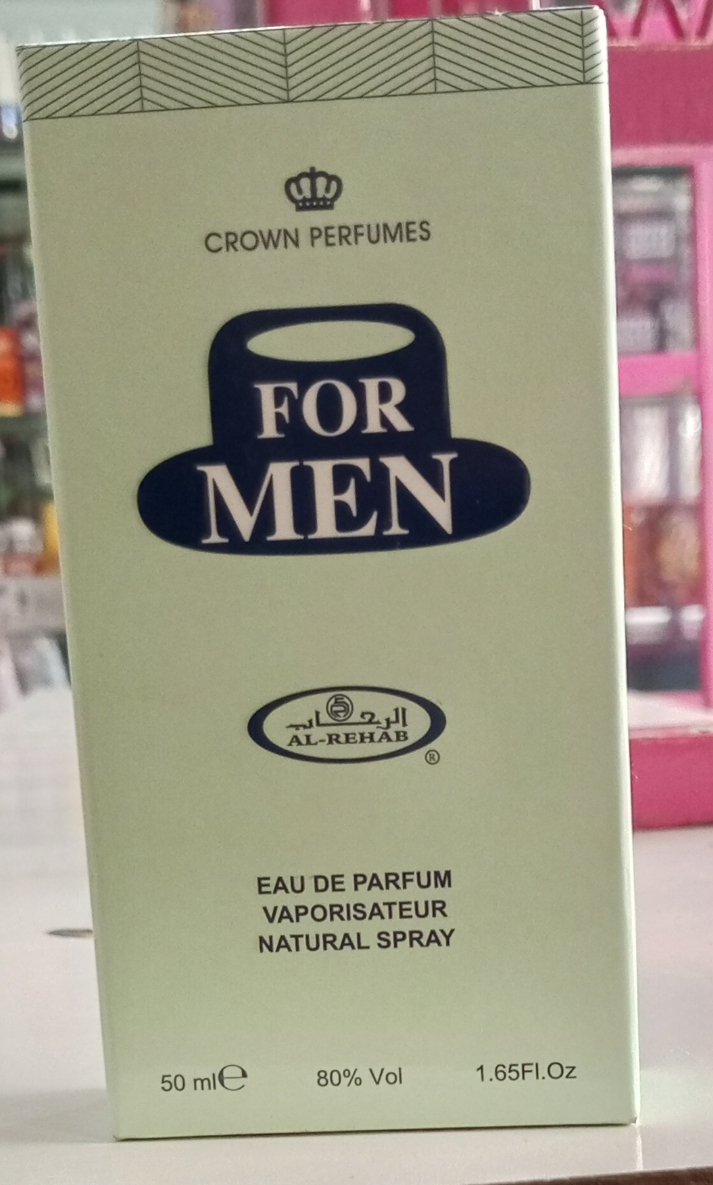 CROWN PERFUMES
FOR
MEN
الرحاب
AL-REHAB
®
EAU DE PARFUM
VAPORISATEUR
NATURAL SPRAY
50 ml℮ 80% Vol 1.65Fl.Oz